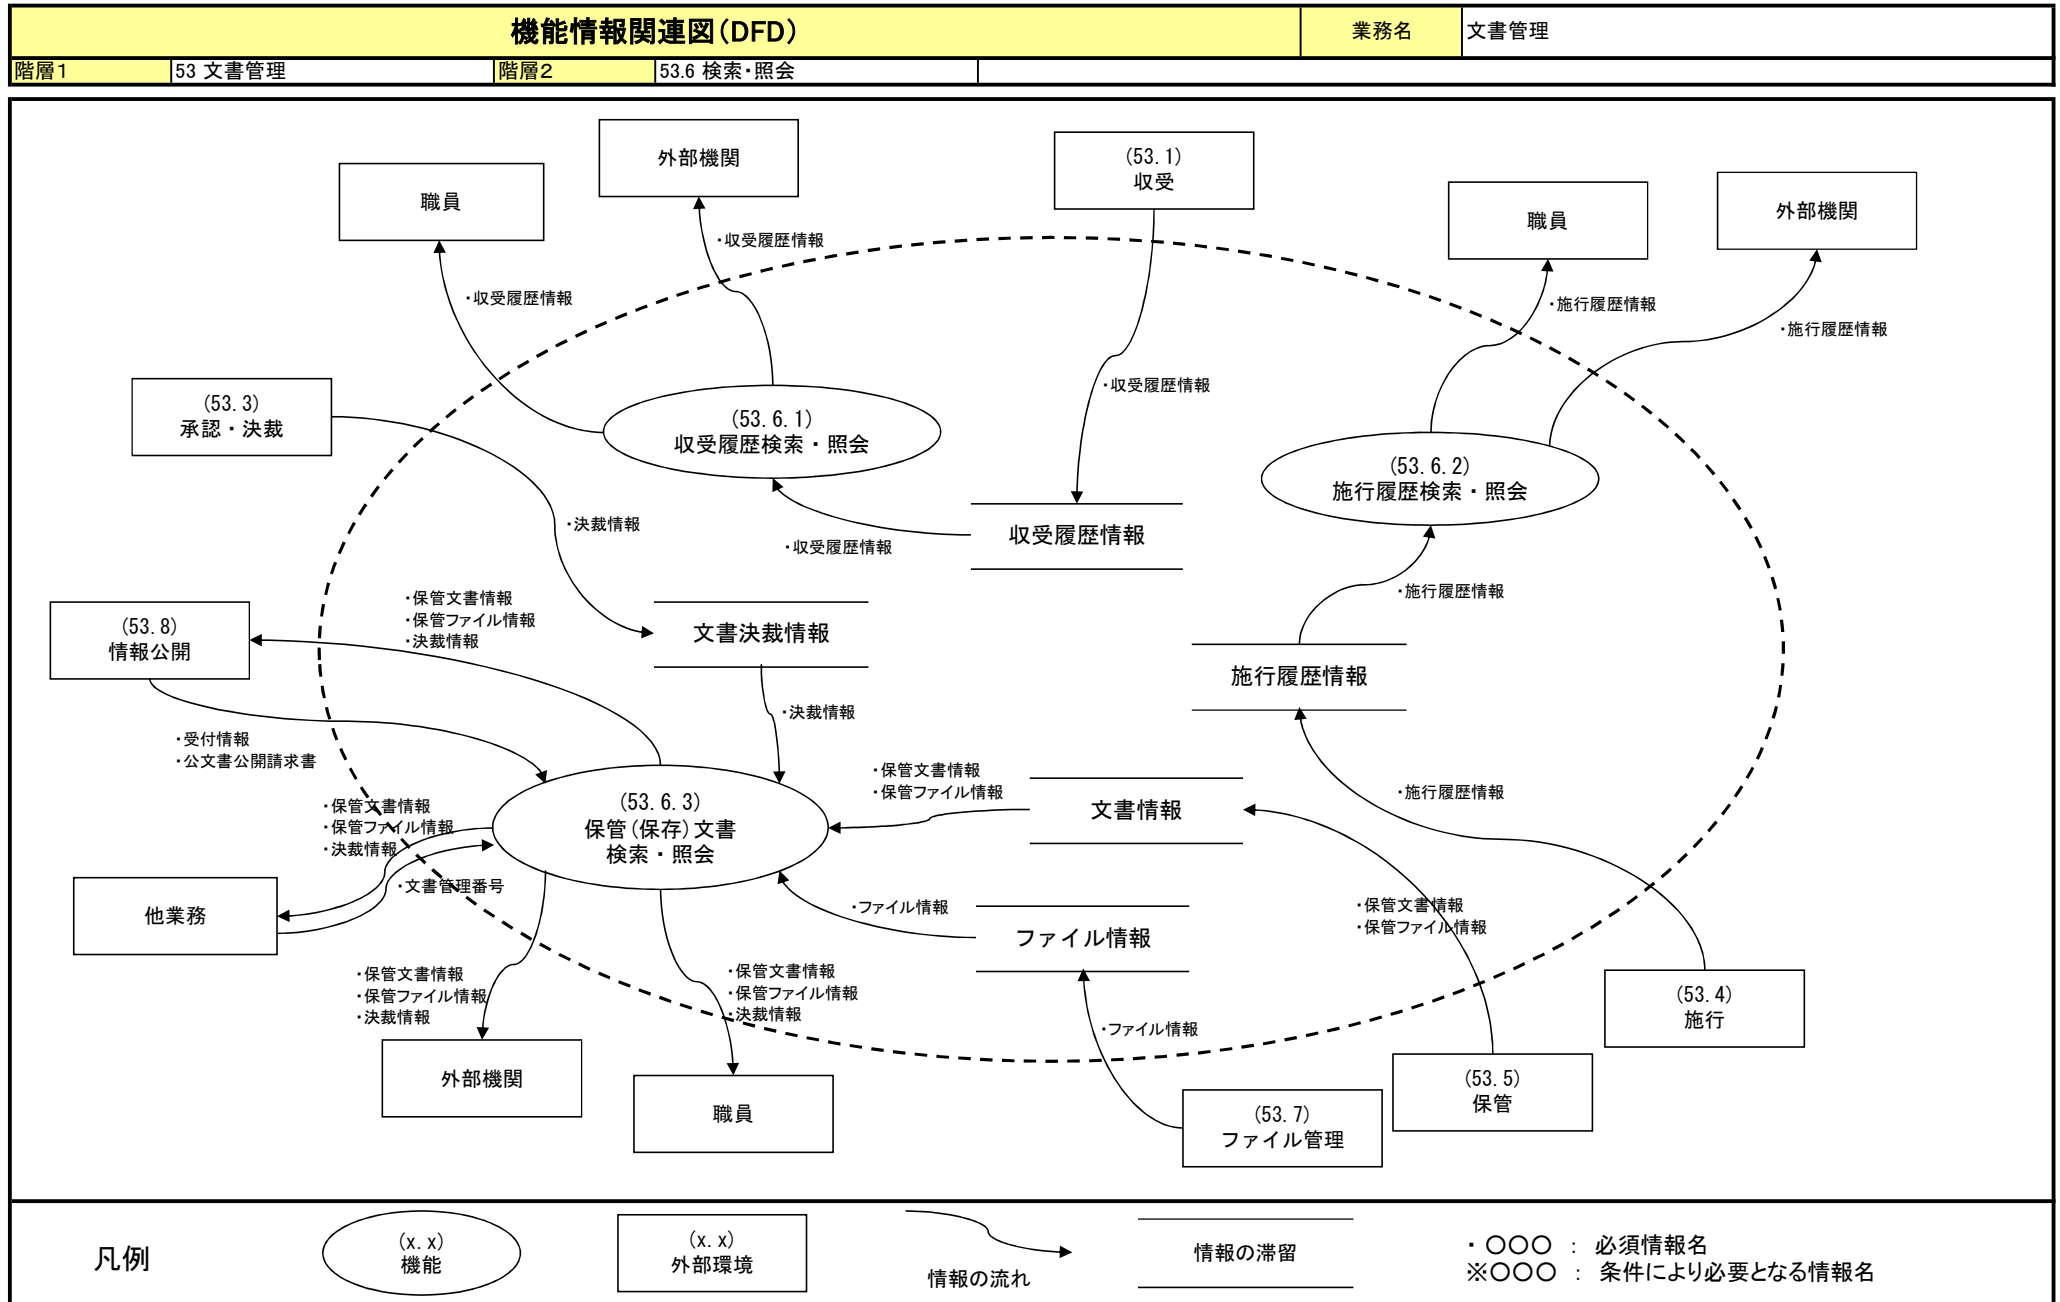 機能情報関連図(DFD)
業務名
文書管理
階層1
53 文書管理
階層2
53.6 検索・照会
外部機関
(53.1)
収受
職員
職員
外部機関
・収受履歴情報
・収受履歴情報
・施行履歴情報
・施行履歴情報
・収受履歴情報
(53.3)
承認・決裁
(53.6.1)
収受履歴検索・照会
(53.6.2)
施行履歴検索・照会
・決裁情報
収受履歴情報
・収受履歴情報
・施行履歴情報
・保管文書情報
・保管ファイル情報
・決裁情報
(53.8)
情報公開
文書決裁情報
施行履歴情報
・決裁情報
・受付情報
・公文書公開請求書
・保管文書情報
・保管ファイル情報
・施行履歴情報
(53.6.3)
保管(保存)文書
検索・照会
文書情報
・保管文書情報
・保管ファイル情報
・決裁情報
・文書管理番号
他業務
・ファイル情報
ファイル情報
・保管文書情報
・保管ファイル情報
・保管文書情報
・保管ファイル情報
・決裁情報
・保管文書情報
・保管ファイル情報
・決裁情報
(53.4)
施行
・ファイル情報
外部機関
職員
(53.5)
保管
(53.7)
ファイル管理
凡例
(x.x)
機能
(x.x)
外部環境
情報の流れ
情報の滞留
・ 〇〇〇 : 必須情報名
※〇〇〇 : 条件により必要となる情報名